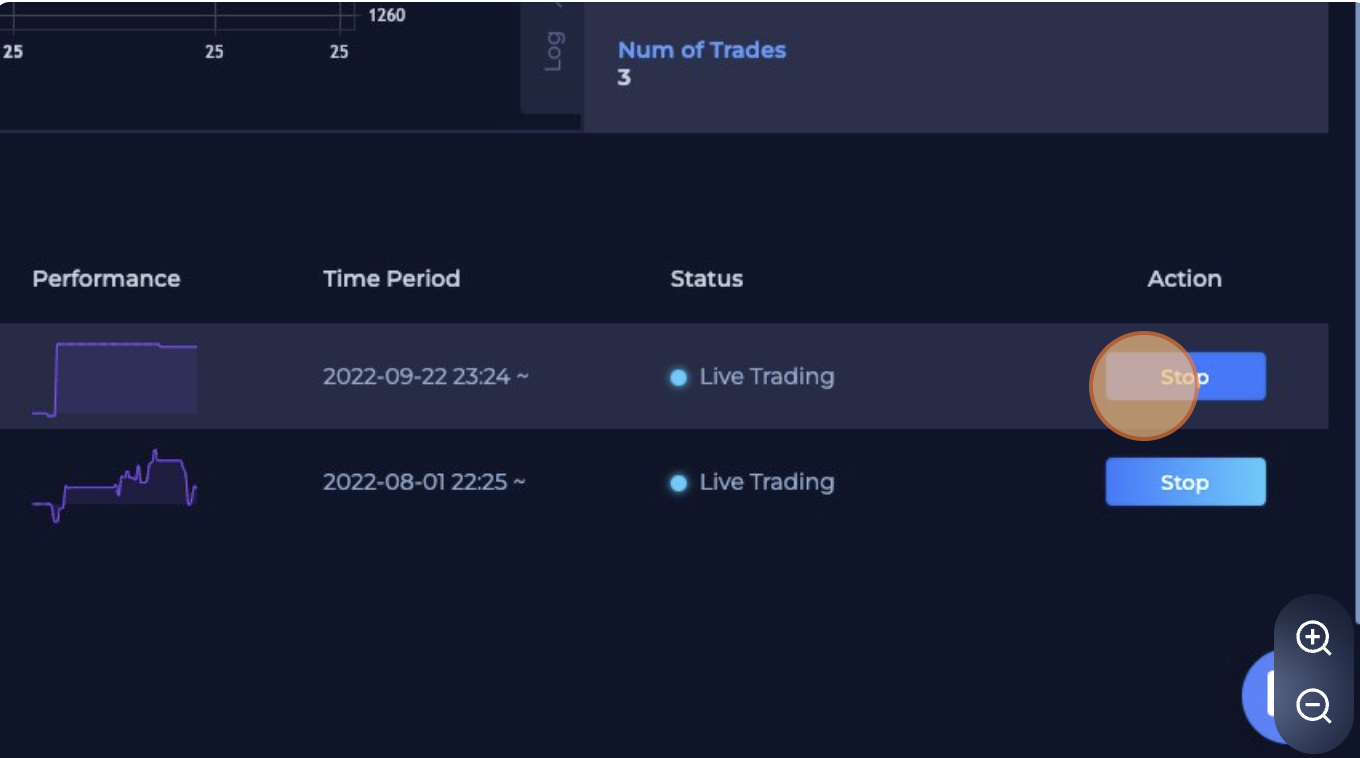 1260
25 25 25
Log
Num of Trades
3
Performance Time Period Status Action
2022-09-22 23:24 ~ Live Trading Stop
2022-08-01 22:25 ~ Live Trading Stop